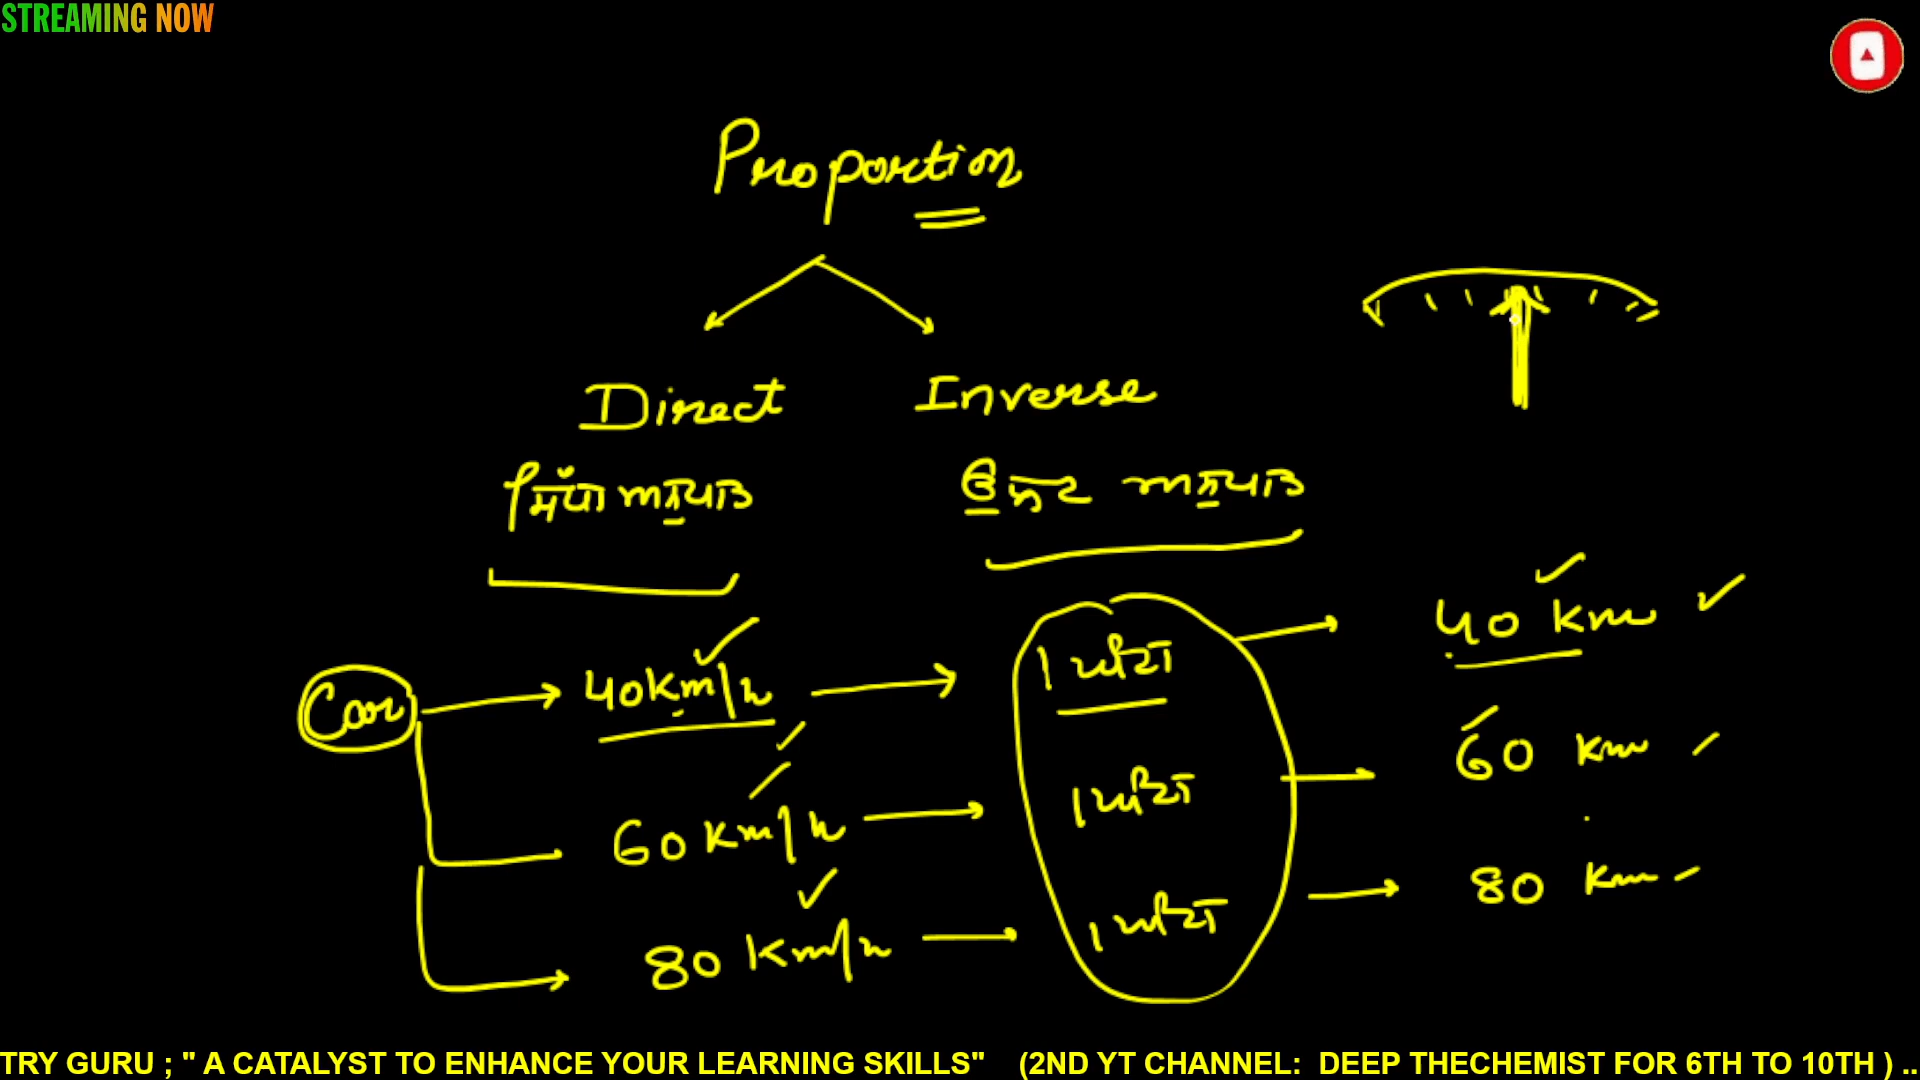 STREAMING NOW
Proportion
Direct Inverse
ਸਿੱਧਾ ਅਨੁਪਾਤ ਉਲਟ ਅਨੁਪਾਤ
Car 40Km/h 1 ਘੰਟਾ 40 Km
60 Km/h 1 ਘੰਟਾ 60 Km
80 Km/h 1 ਘੰਟਾ 80 Km
TRY GURU ; " A CATALYST TO ENHANCE YOUR LEARNING SKILLS" (2ND YT CHANNEL: DEEP THECHEMIST FOR 6TH TO 10TH ) ..